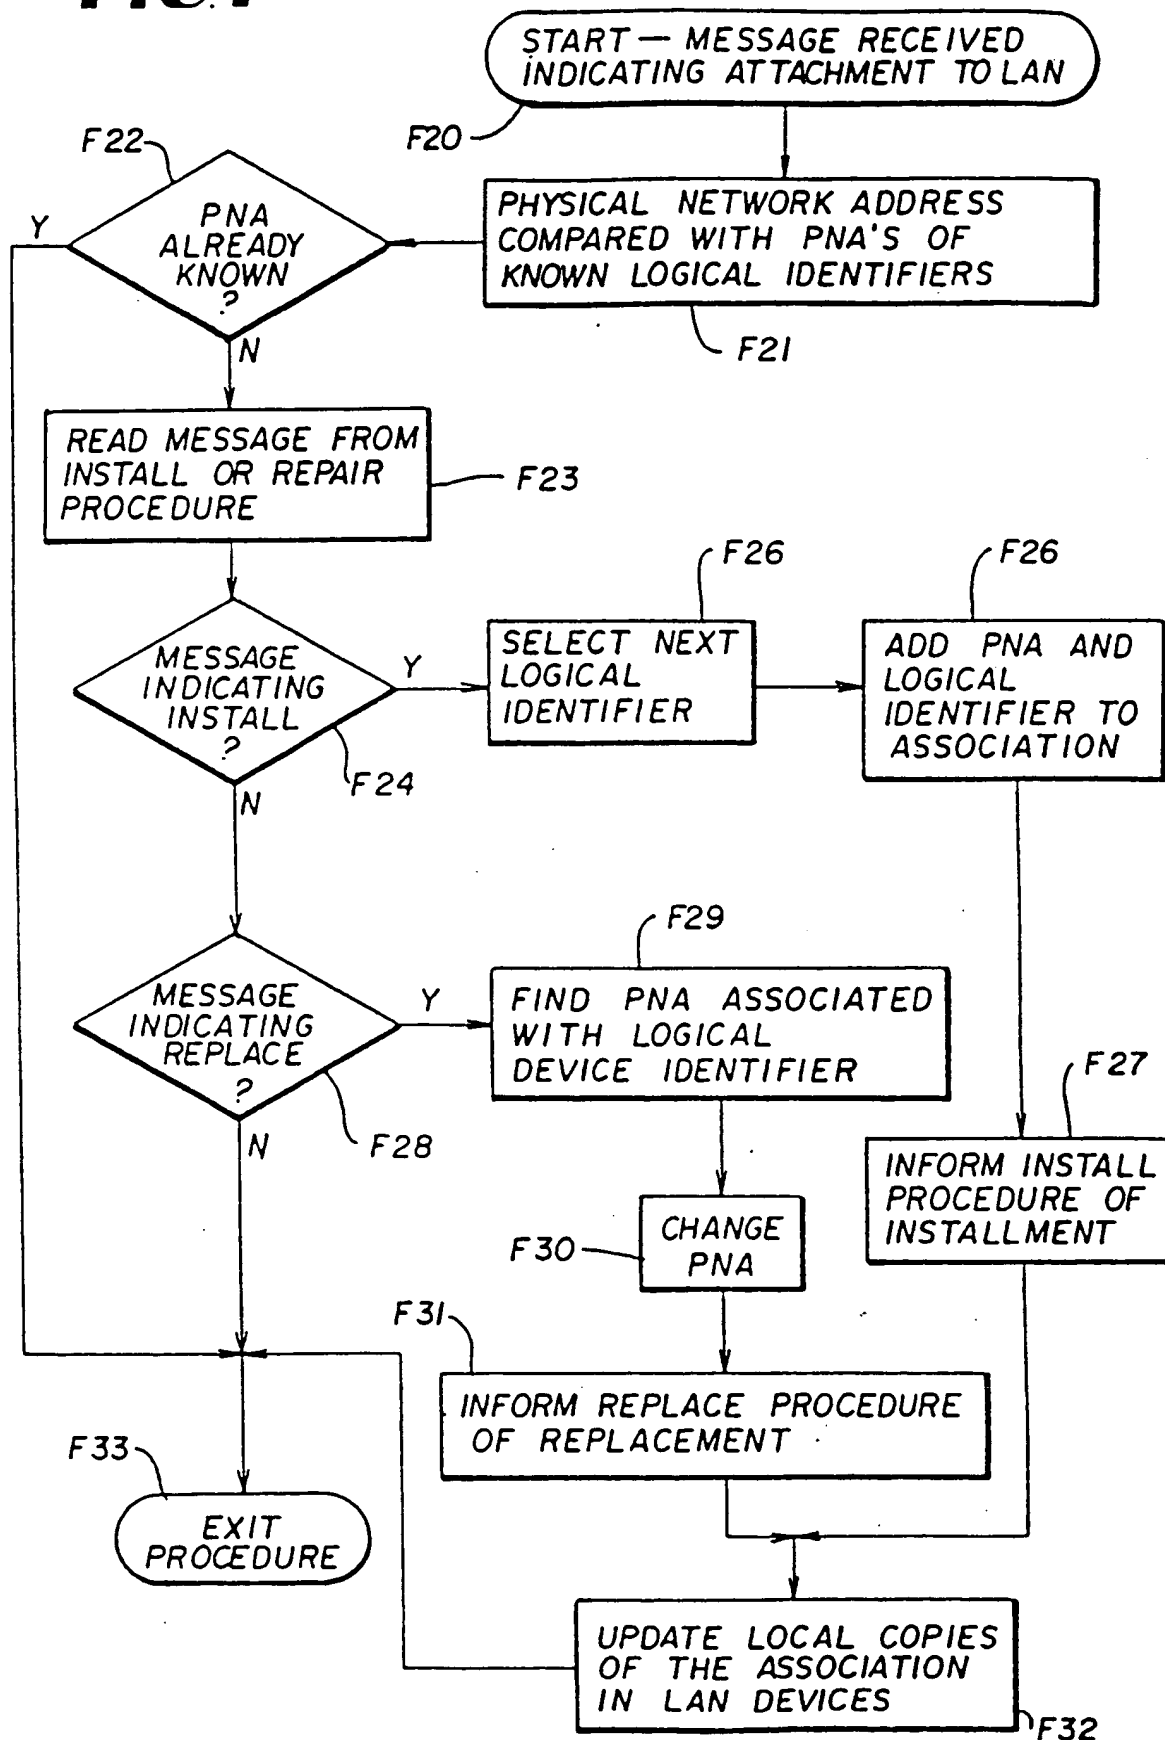 START — MESSAGE RECEIVED
INDICATING ATTACHMENT TO LAN
F20
F22
PHYSICAL NETWORK ADDRESS
COMPARED WITH PNA'S OF
KNOWN LOGICAL IDENTIFIERS
F21
Y
PNA
ALREADY
KNOWN
?
N
READ MESSAGE FROM
INSTALL OR REPAIR
PROCEDURE
F23
MESSAGE
INDICATING
INSTALL
?
Y
N
F24
F26
SELECT NEXT
LOGICAL
IDENTIFIER
F26
ADD PNA AND
LOGICAL
IDENTIFIER TO
ASSOCIATION
MESSAGE
INDICATING
REPLACE
?
Y
N
F28
F29
FIND PNA ASSOCIATED
WITH LOGICAL
DEVICE IDENTIFIER
F27
INFORM INSTALL
PROCEDURE OF
INSTALLMENT
F30
CHANGE
PNA
F31
INFORM REPLACE PROCEDURE
OF REPLACEMENT
F33
EXIT
PROCEDURE
UPDATE LOCAL COPIES
OF THE ASSOCIATION
IN LAN DEVICES
F32